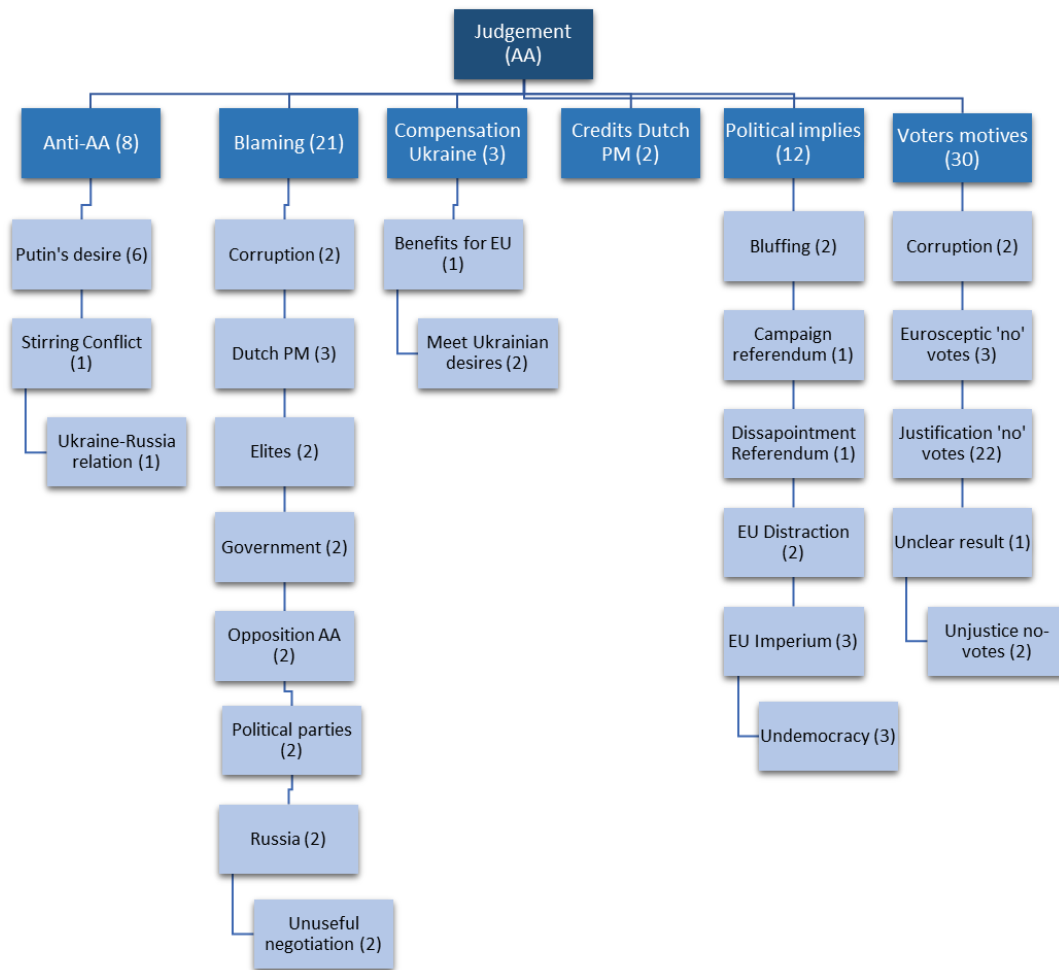 Judgement
(AA)
Anti-AA (8)
Blaming (21)
Compensation
Ukraine (3)
Credits Dutch
PM (2)
Political implies
(12)
Voters motives
(30)
Putin's desire (6)
Stirring Conflict
(1)
Ukraine-Russia
relation (1)
Corruption (2)
Dutch PM (3)
Elites (2)
Government (2)
Opposition AA
(2)
Political parties
(2)
Russia (2)
Unuseful
negotiation (2)
Benefits for EU
(1)
Meet Ukrainian
desires (2)
Bluffing (2)
Campaign
referendum (1)
Dissapointment
Referendum (1)
EU Distraction
(2)
EU Imperium (3)
Undemocracy (3)
Corruption (2)
Eurosceptic 'no'
votes (3)
Justification 'no'
votes (22)
Unclear result (1)
Unjustice no-
votes (2)